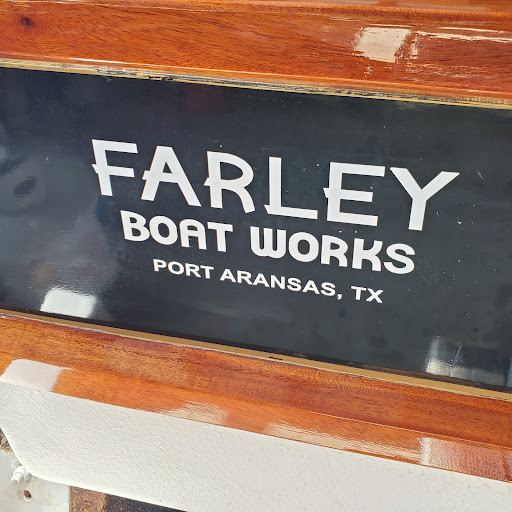 FARLEY
BOAT WORKS
PORT ARANSAS, TX